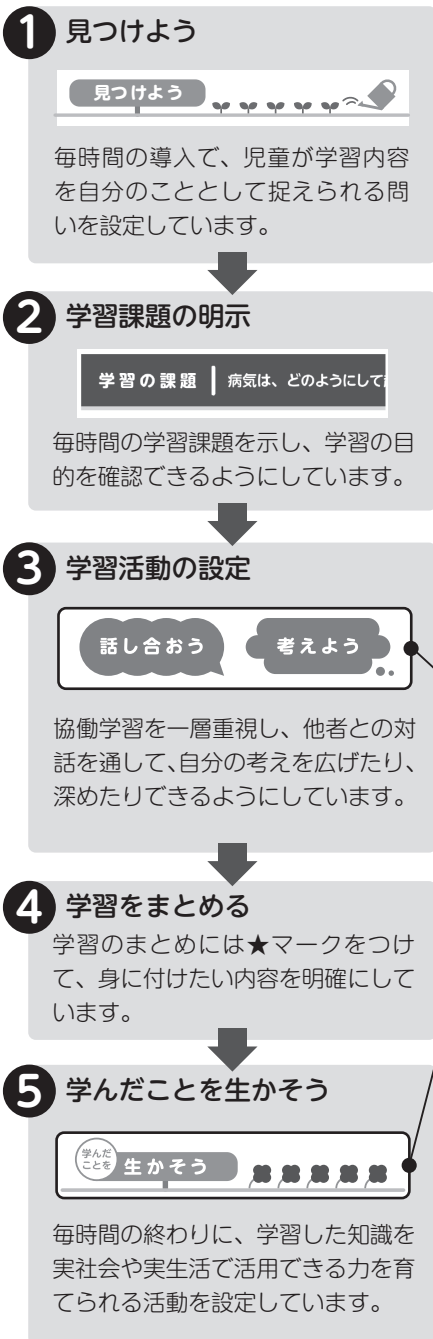 1 見つけよう
見つけよう
毎時間の導入で、児童が学習内容
を自分のこととして捉えられる問
いを設定しています。
2 学習課題の明示
学習の課題 病気は、どのようにして
毎時間の学習課題を示し、学習の目
的を確認できるようにしています。
3 学習活動の設定
話し合おう 考えよう
協働学習を一層重視し、他者との対
話を通して、自分の考えを広げたり、
深めたりできるようにしています。
4 学習をまとめる
学習のまとめには★マークをつけ
て、身に付けたい内容を明確にして
います。
5 学んだことを生かそう
学んだ
ことを 生かそう
毎時間の終わりに、学習した知識を
実社会や実生活で活用できる力を育
てられる活動を設定しています。